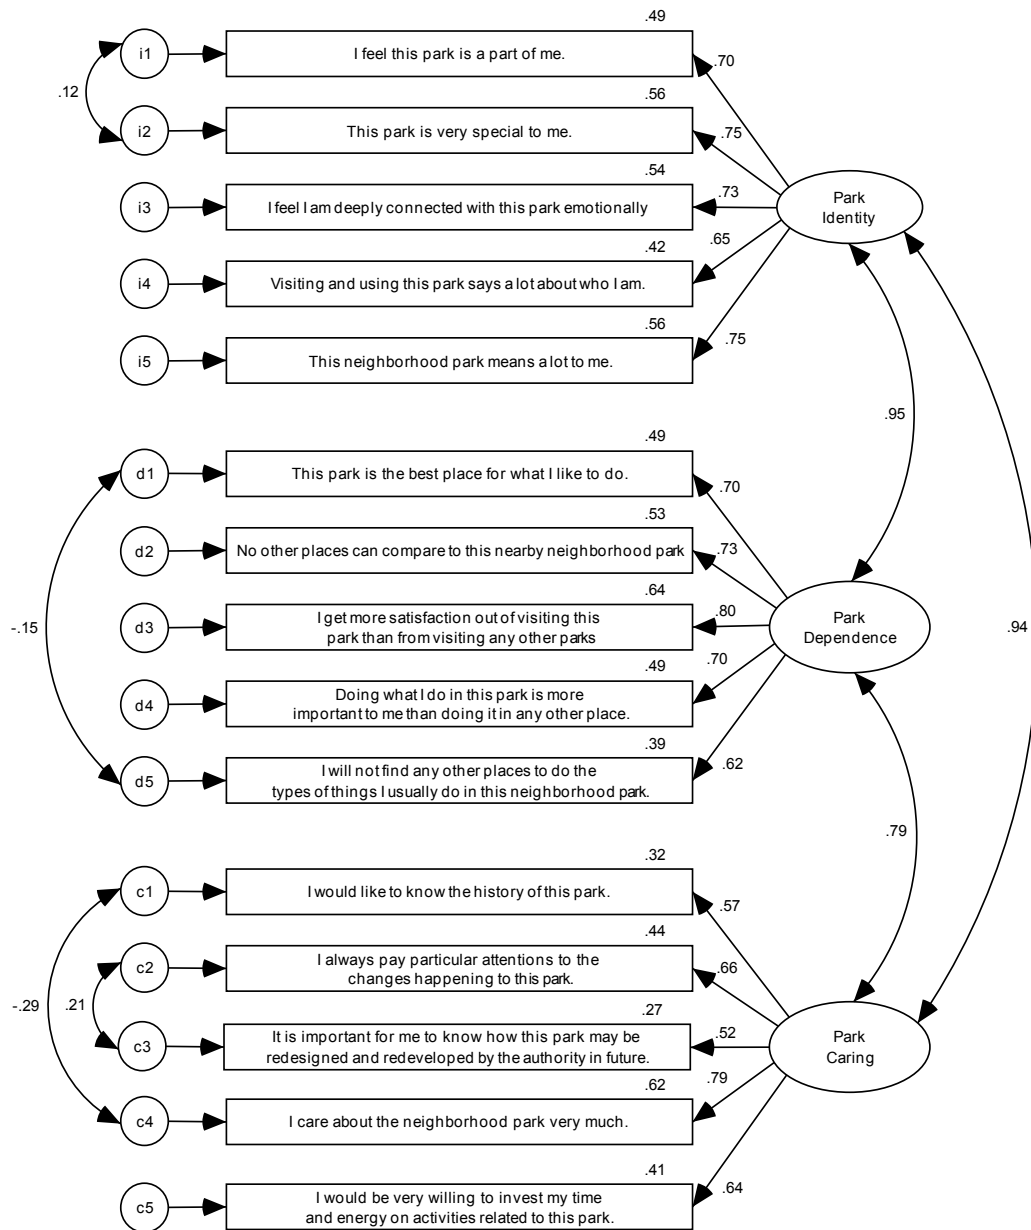 .49
i1
I feel this park is a part of me.
.70
.12
.56
i2
This park is very special to me.
.75
.54
i3
I feel I am deeply connected with this park emotionally
.73
Park
Identity
.42
i4
Visiting and using this park says a lot about who I am.
.65
.56
i5
This neighborhood park means a lot to me.
.75
.95
.49
d1
This park is the best place for what I like to do.
.70
.53
d2
No other places can compare to this nearby neighborhood park
.73
-.15
.64
d3
I get more satisfaction out of visiting this
park than from visiting any other parks
.80
Park
Dependence
.94
.49
d4
Doing what I do in this park is more
important to me than doing it in any other place.
.70
.39
d5
I will not find any other places to do the
types of things I usually do in this neighborhood park.
.62
.79
.32
c1
I would like to know the history of this park.
.57
.44
c2
I always pay particular attentions to the
changes happening to this park.
.66
-.29
.21
.27
c3
It is important for me to know how this park may be
redesigned and redeveloped by the authority in future.
.52
Park
Caring
.62
c4
I care about the neighborhood park very much.
.79
.41
c5
I would be very willing to invest my time
and energy on activities related to this park.
.64